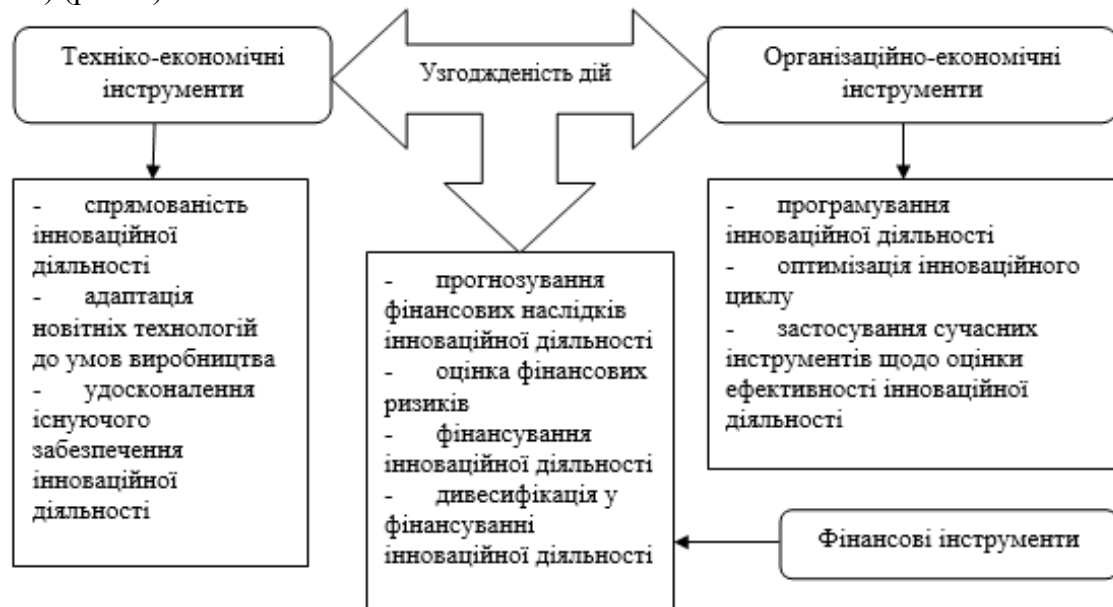 Техніко-економічні
інструменти
Узгодженість дій
Організаційно-економічні
інструменти
- спрямованість
інноваційної
діяльності
- адаптація
новітніх технологій
до умов виробництва
- удосконалення
існуючого
забезпечення
інноваційної
діяльності
- прогнозування
фінансових наслідків
інноваційної діяльності
- оцінка фінансових
ризиків
- фінансування
інноваційної діяльності
- дивесифікація у
фінансуванні
інноваційної діяльності
- програмування
інноваційної діяльності
- оптимізація інноваційного
циклу
- застосування сучасних
інструментів щодо оцінки
ефективності інноваційної
діяльності
Фінансові інструменти